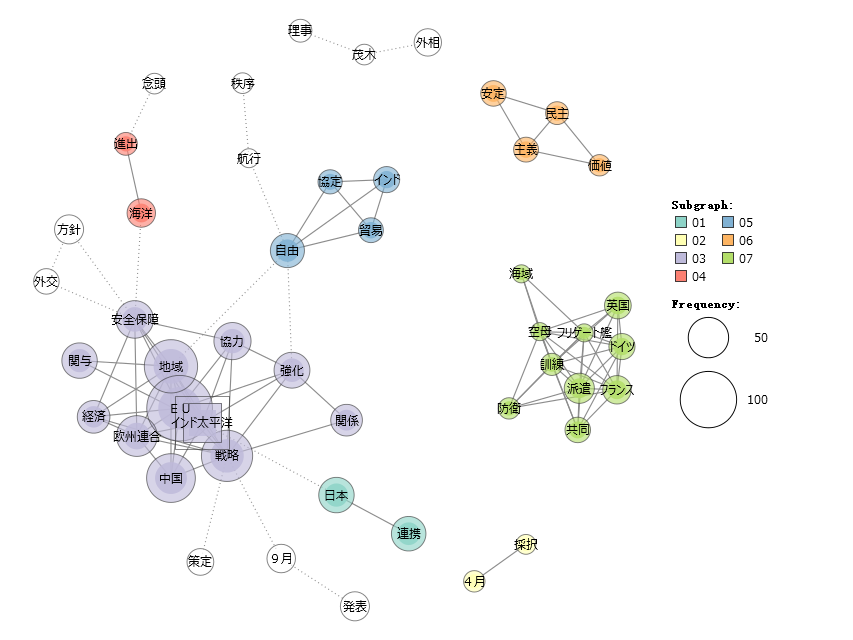 理事
茂木
外相
念頭
秩序
安定
民主
進出
主義
航行
価値
協定
インド
海洋
方針
貿易
自由
外交
海域
安全保障
英国
空母
フリゲート艦
協力
ドイツ
関与
地域
訓練
強化
派遣
フランス
経済
EU
防衛
インド太平洋
関係
欧州連合
共同
戦略
中国
日本
連携
採択
策定
9月
4月
発表
Subgraph:
01 05
02 06
03 07
04
Frequency:
50
100